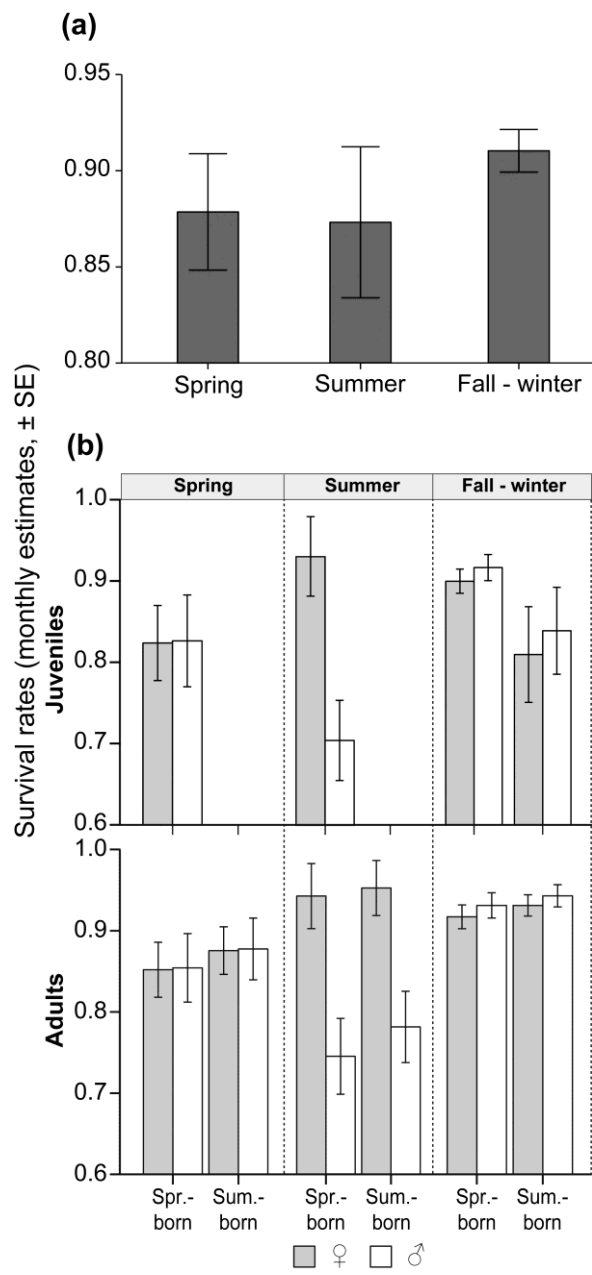 (a)
0.95
0.90
0.85
0.80
Spring Summer Fall - winter
Survival rates (monthly estimates, ± SE)
(b)
Spring Summer Fall - winter
Juveniles
1.0
0.9
0.8
0.7
0.6
Adults
1.0
0.9
0.8
0.7
0.6
Spr.- Sum.- Spr.- Sum.- Spr.- Sum.-
born born born born born born
♀ ♂